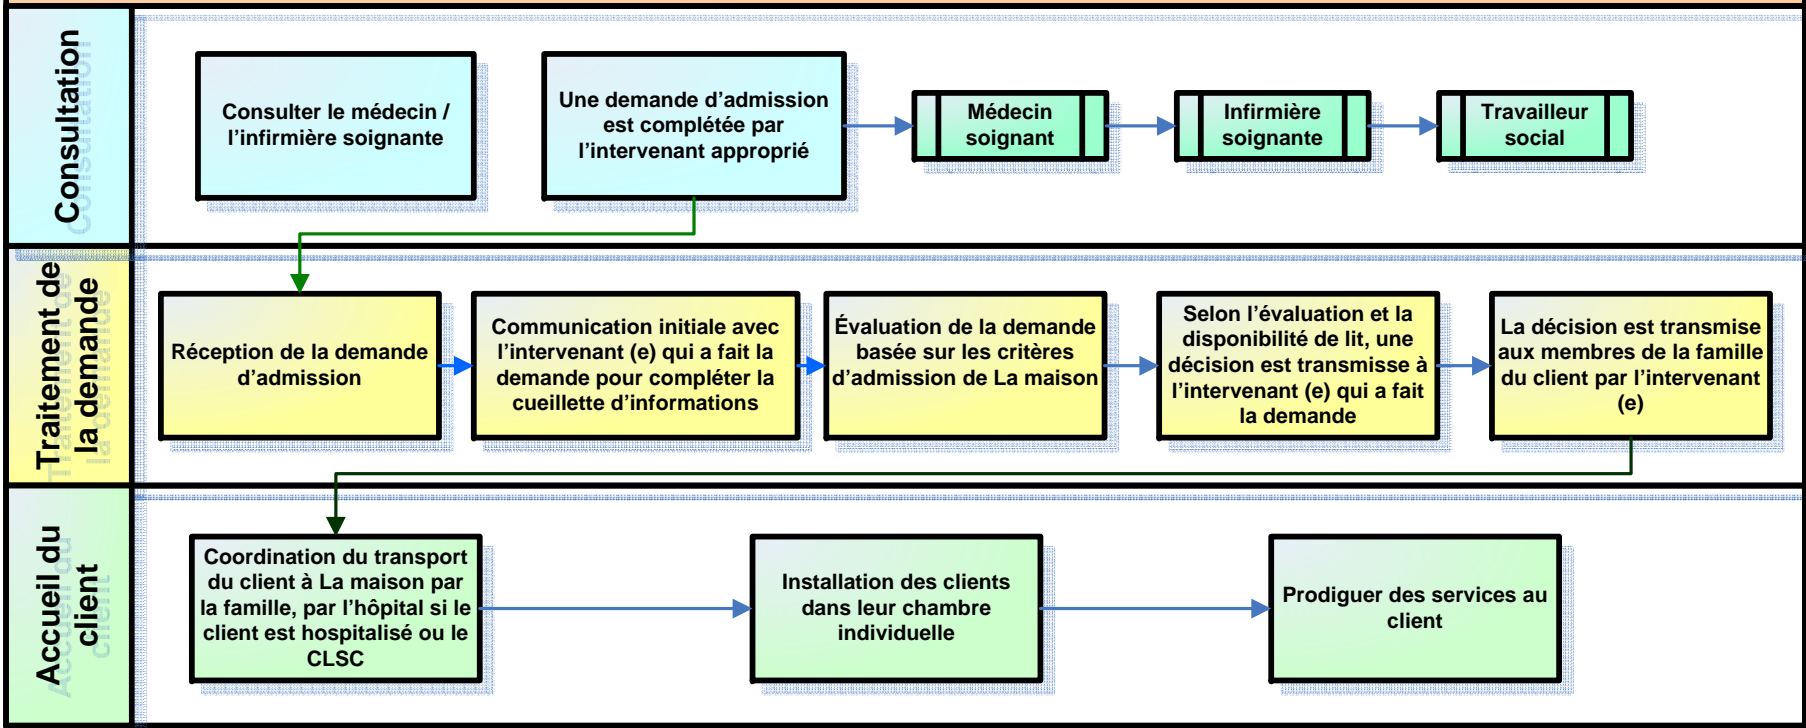 Consultation
Consulter le médecin /
l’infirmière soignante
Une demande d’admission
est complétée par
l’intervenant approprié
Médecin
soignant
Infirmière
soignante
Travailleur
social
Traitement de
la demande
Réception de la demande
d’admission
Communication initiale avec
l’intervenant (e) qui a fait la
demande pour compléter la
cueillette d’informations
Évaluation de la demande
basée sur les critères
d’admission de La maison
Selon l’évaluation et la
disponibilité de lit, une
décision est transmisse à
l’intervenant (e) qui a fait
la demande
La décision est transmise
aux membres de la famille
du client par l’intervenant
(e)
Accueil du
client
Coordination du transport
du client à La maison par
la famille, par l’hôpital si le
client est hospitalisé ou le
CLSC
Installation des clients
dans leur chambre
individuelle
Prodiguer des services au
client